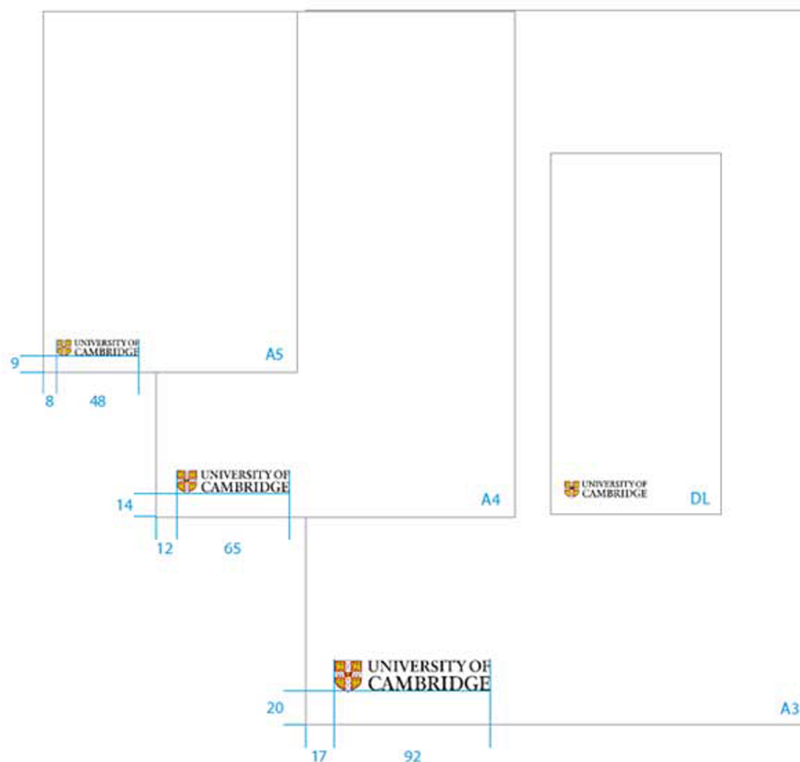 UNIVERSITY OF
CAMBRIDGE
A5
9
8
48
UNIVERSITY OF
CAMBRIDGE
A4
14
12
65
UNIVERSITY OF
CAMBRIDGE
DL
UNIVERSITY OF
CAMBRIDGE
A3
20
17
92